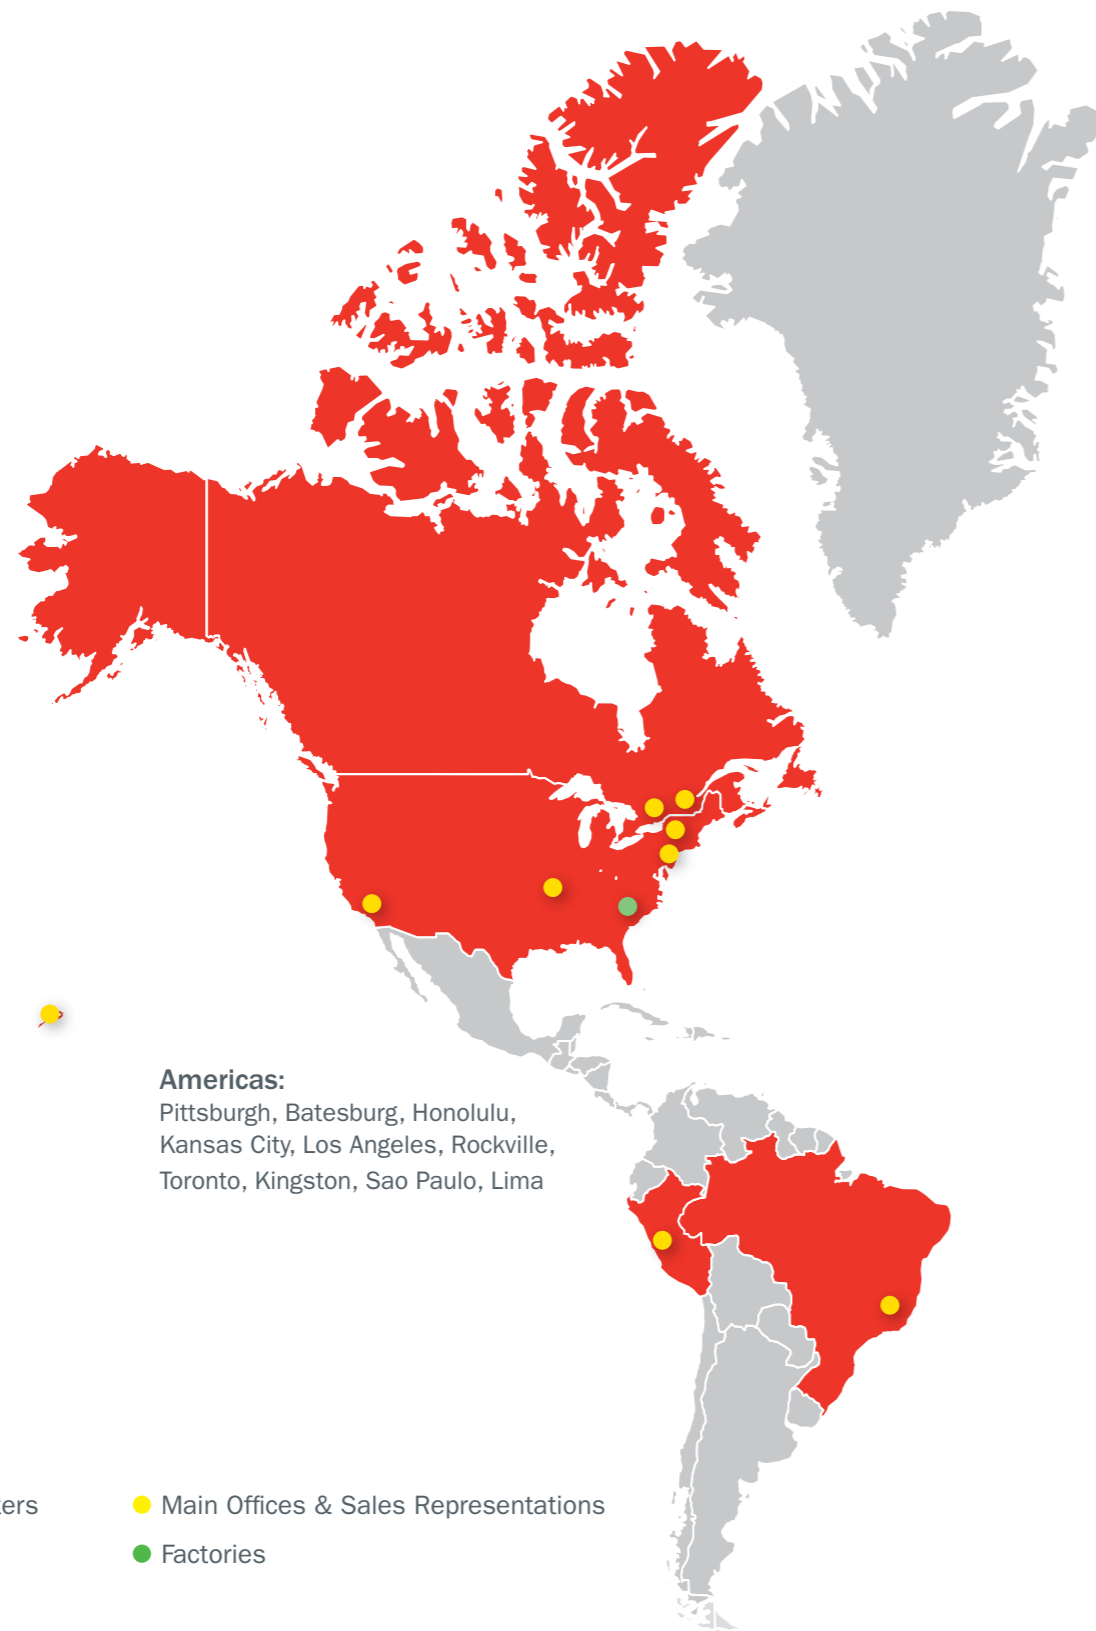 Americas:
Pittsburgh, Batesburg, Honolulu,
Kansas City, Los Angeles, Rockville,
Toronto, Kingston, Sao Paulo, Lima
Main Offices & Sales Representations
Factories